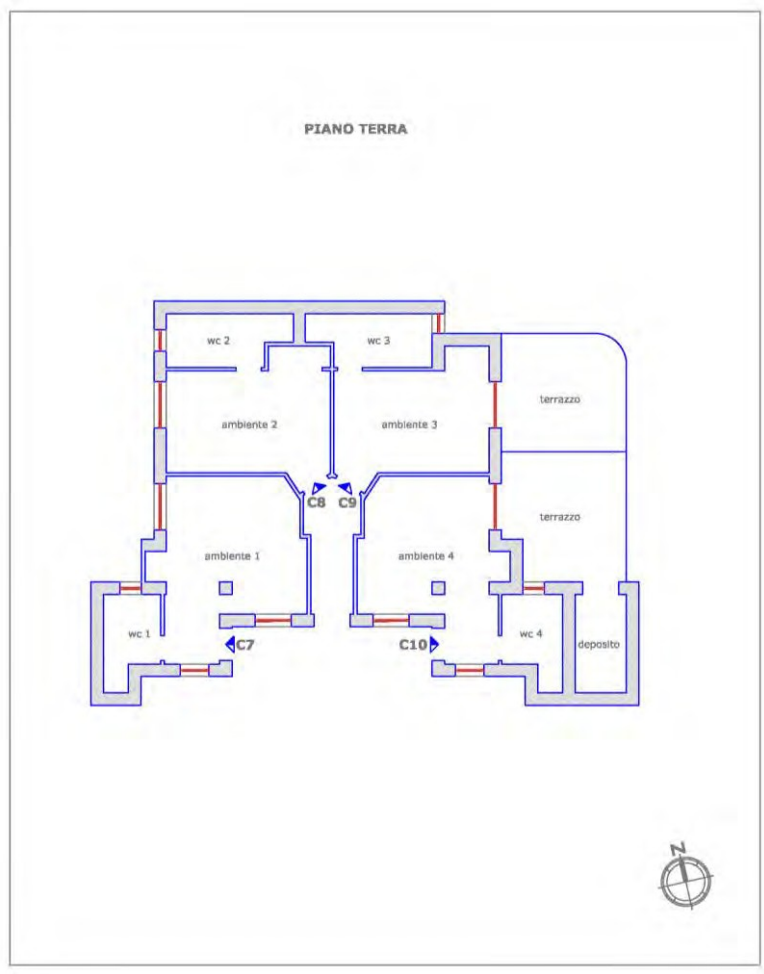 PIANO TERRA
wc 2
wc 3
ambiente 2
ambiente 3
terrazzo
C8
C9
terrazzo
ambiente 1
ambiente 4
wc 1
C7
C10
wc 4
deposito
N